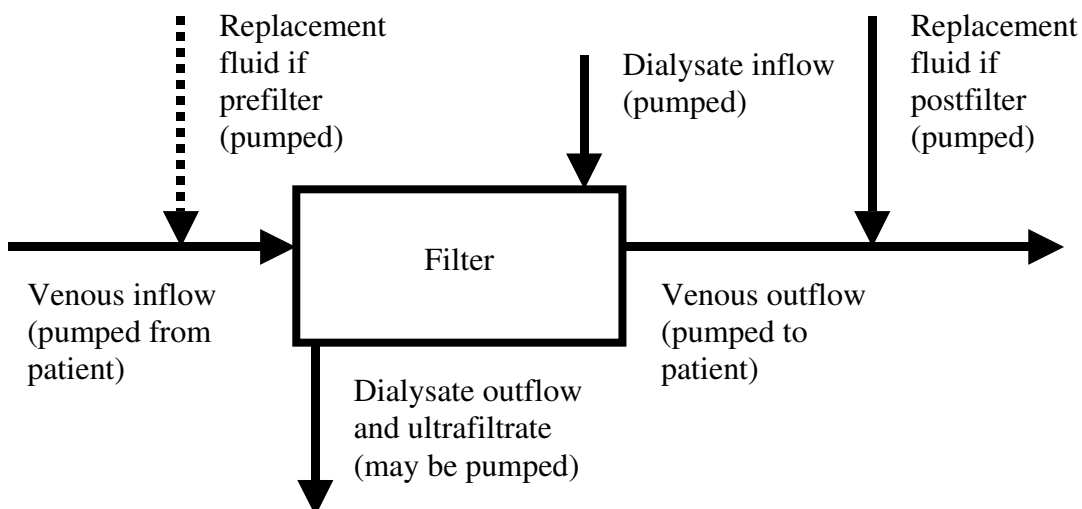 Replacement
fluid if
prefilter
(pumped)
Dialysate inflow
(pumped)
Replacement
fluid if
postfilter
(pumped)
Filter
Venous inflow
(pumped from
patient)
Venous outflow
(pumped to
patient)
Dialysate outflow
and ultrafiltrate
(may be pumped)